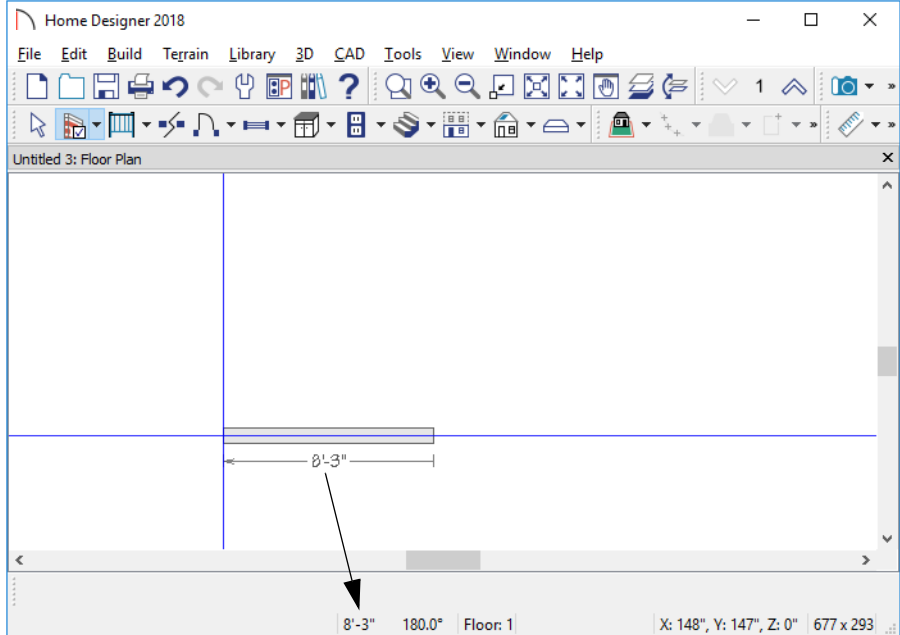 Home Designer 2018
File Edit Build Terrain Library 3D CAD Tools View Window Help
? 1
Untitled 3: Floor Plan
8'-3"
8'-3" 180.0° Floor: 1 X: 148", Y: 147", Z: 0" 677 x 293